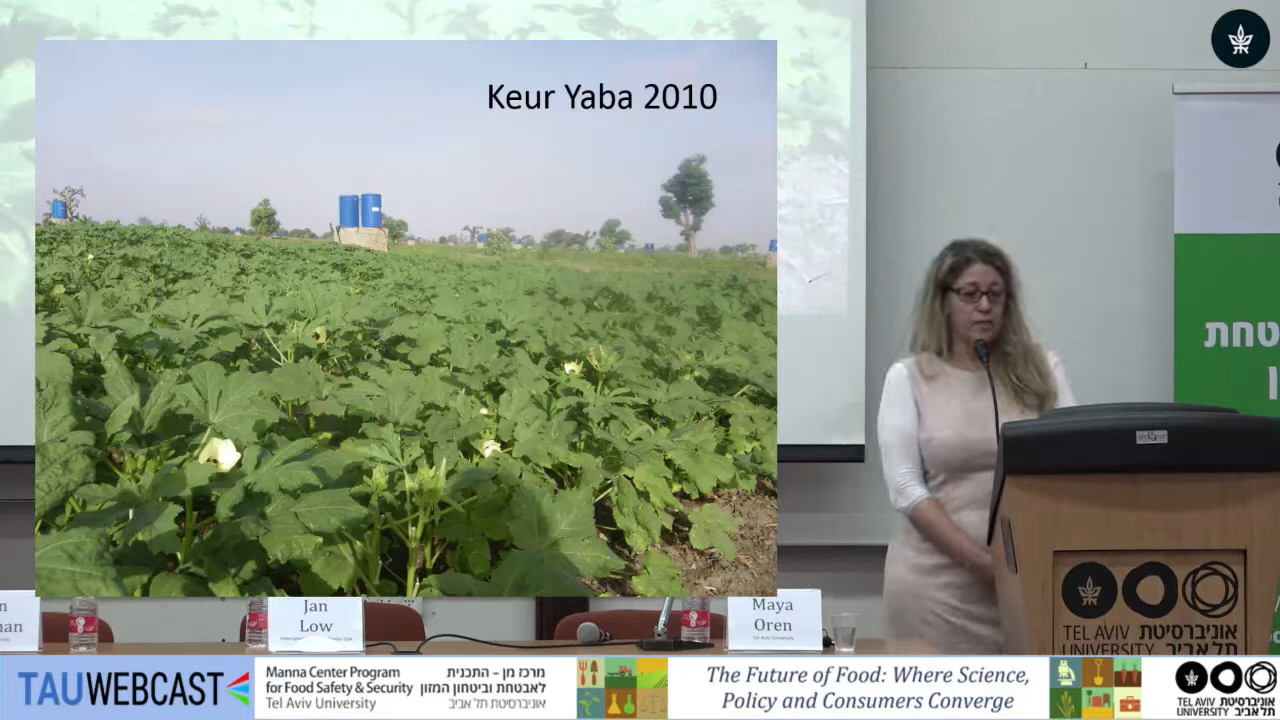 Keur Yaba 2010
טחת
Jan
Low
Maya
Oren
Tel Aviv University
TEL AVIV אוניברסיטת
UNIVERSITY תל אביב
TAUWEBCAST
Manna Center Program
for Food Safety & Security
Tel Aviv University
מרכז מן – התכנית
לאבטחת וביטחון המזון
אוניברסיטת תל אביב
The Future of Food: Where Science,
Policy and Consumers Converge
TEL AVIV אוניברסיטת
UNIVERSITY תל אביב